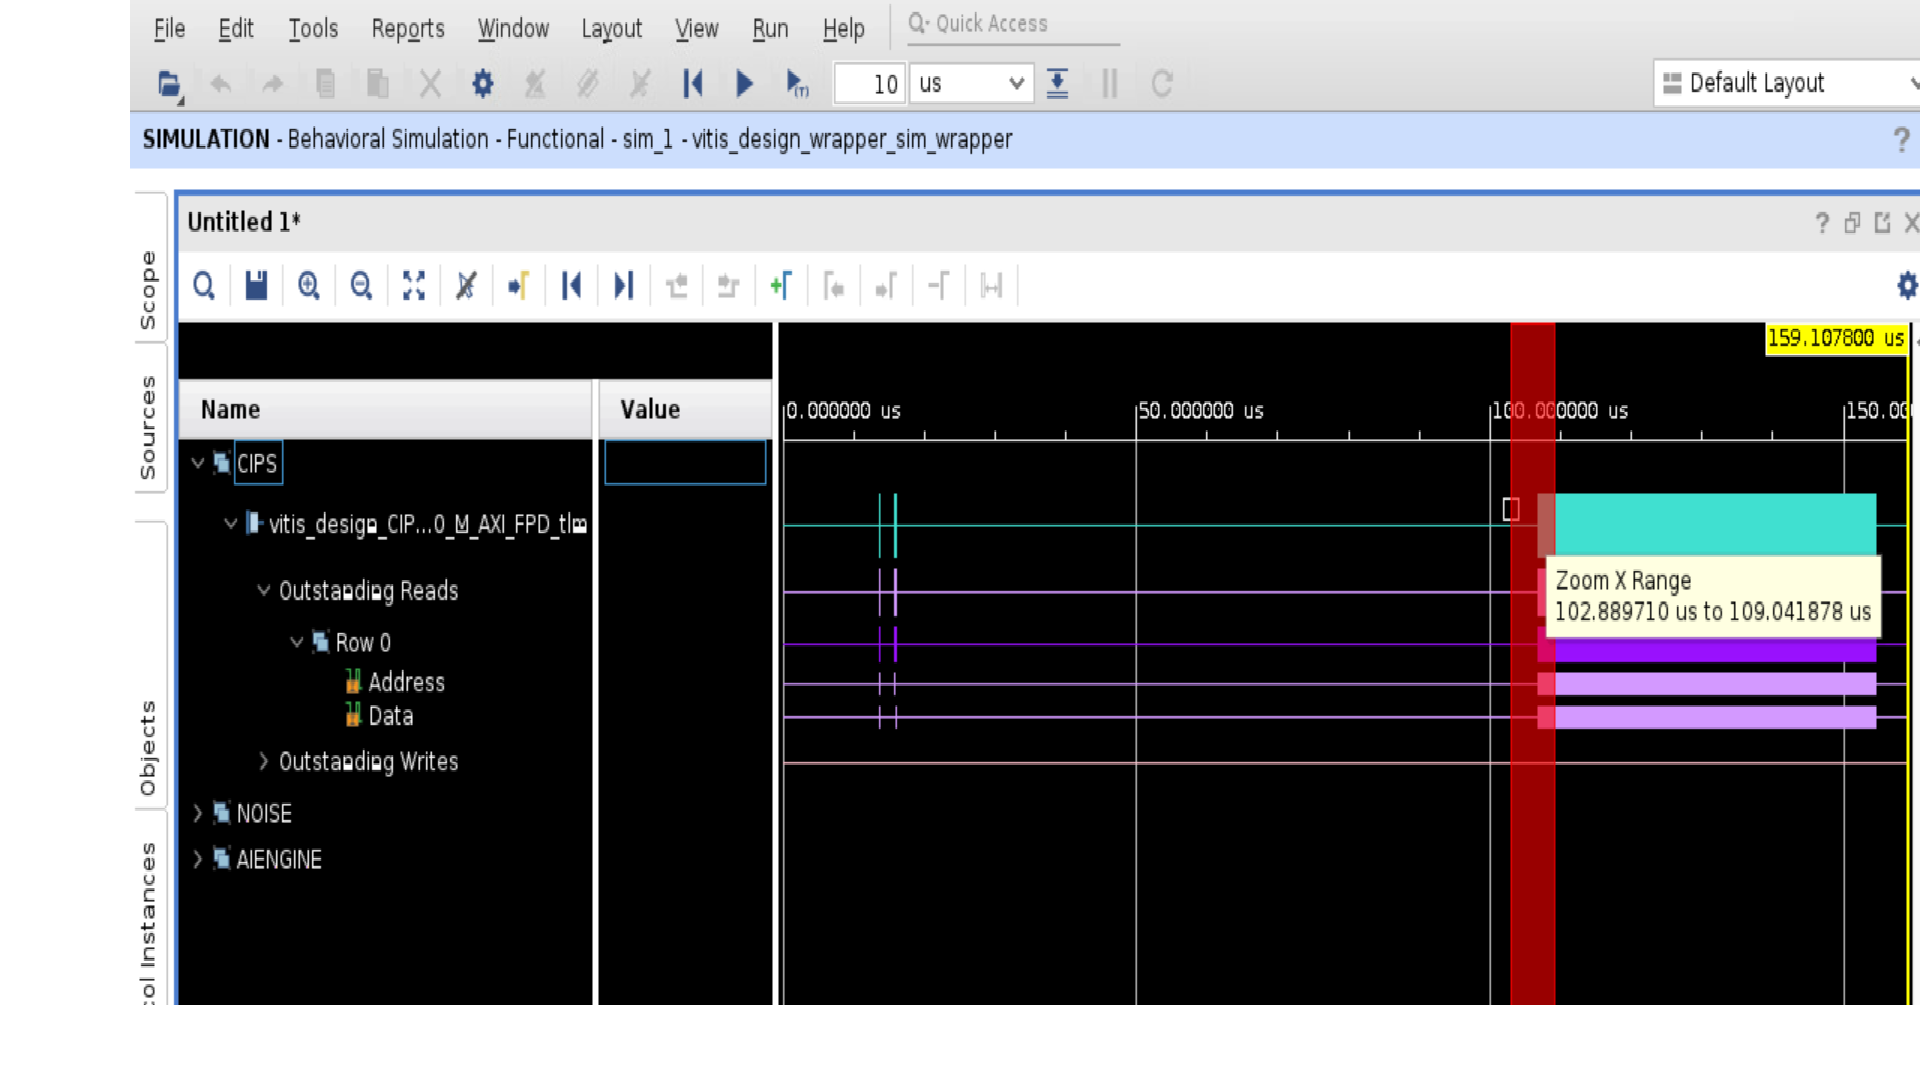 File Edit Tools Reports Window Layout View Run Help Quick Access
10 us Default Layout
SIMULATION - Behavioral Simulation - Functional - sim_1 - vitis_design_wrapper_sim_wrapper ?
Untitled 1* ?
Scope
Sources
Objects
col Instances
159.107800 us
Name Value
0.000000 us 50.000000 us 100.000000 us 150.00
CIPS
vitis_design_CIP...0_M_AXI_FPD_tlm
Outstanding Reads
Row 0
Address
Data
Outstanding Writes
NOISE
AIENGINE
Zoom X Range
102.889710 us to 109.041878 us